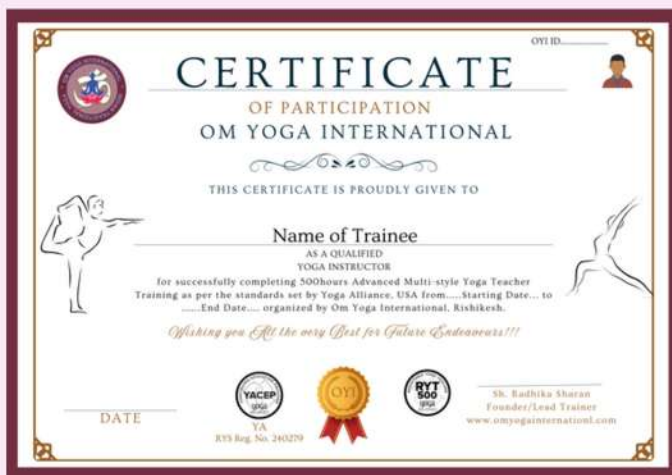 OYI ID
CERTIFICATE
OF PARTICIPATION
OM YOGA INTERNATIONAL
THIS CERTIFICATE IS PROUDLY GIVEN TO
Name of Trainee
AS A QUALIFIED
YOGA INSTRUCTOR
for successfully completing 500hours Advanced Multi-style Yoga Teacher
Training as per the standards set by Yoga Alliance, USA from.....Starting Date... to
......End Date.... organized by Om Yoga International, Rishikesh.
Wishing you All the very Best for Future Endeavours!!!
YACEP
yoga
OYI
RYT
500
yoga
DATE
YA
RYS Reg. No. 240279
Sh. Radhika Sharan
Founder/Lead Trainer
www.omyogainternationl.com